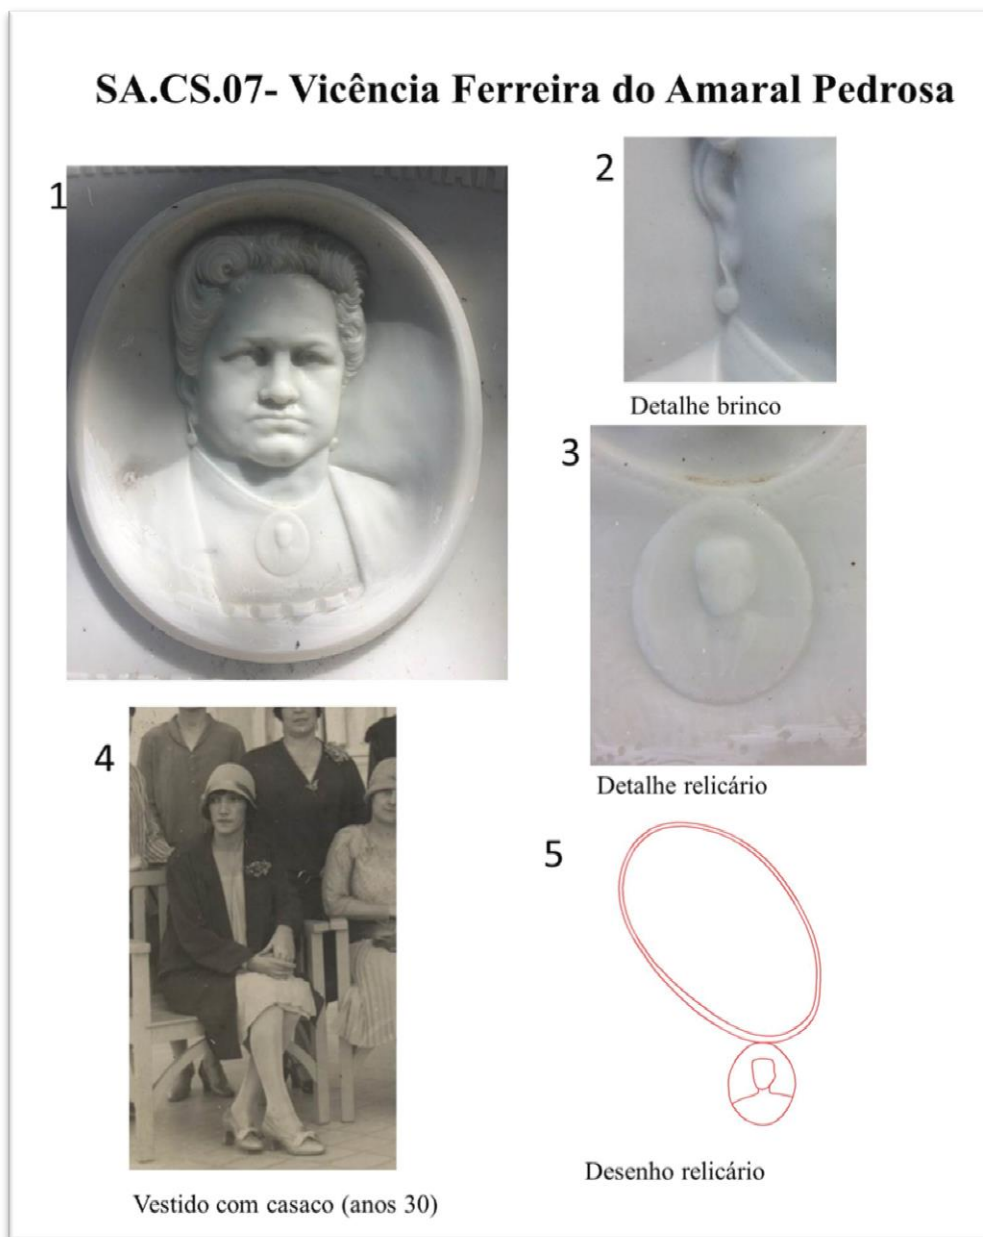 SA.CS.07- Vicência Ferreira do Amaral Pedrosa
1
2
Detalhe brinco
3
Detalhe relicário
4
5
Desenho relicário
Vestido com casaco (anos 30)